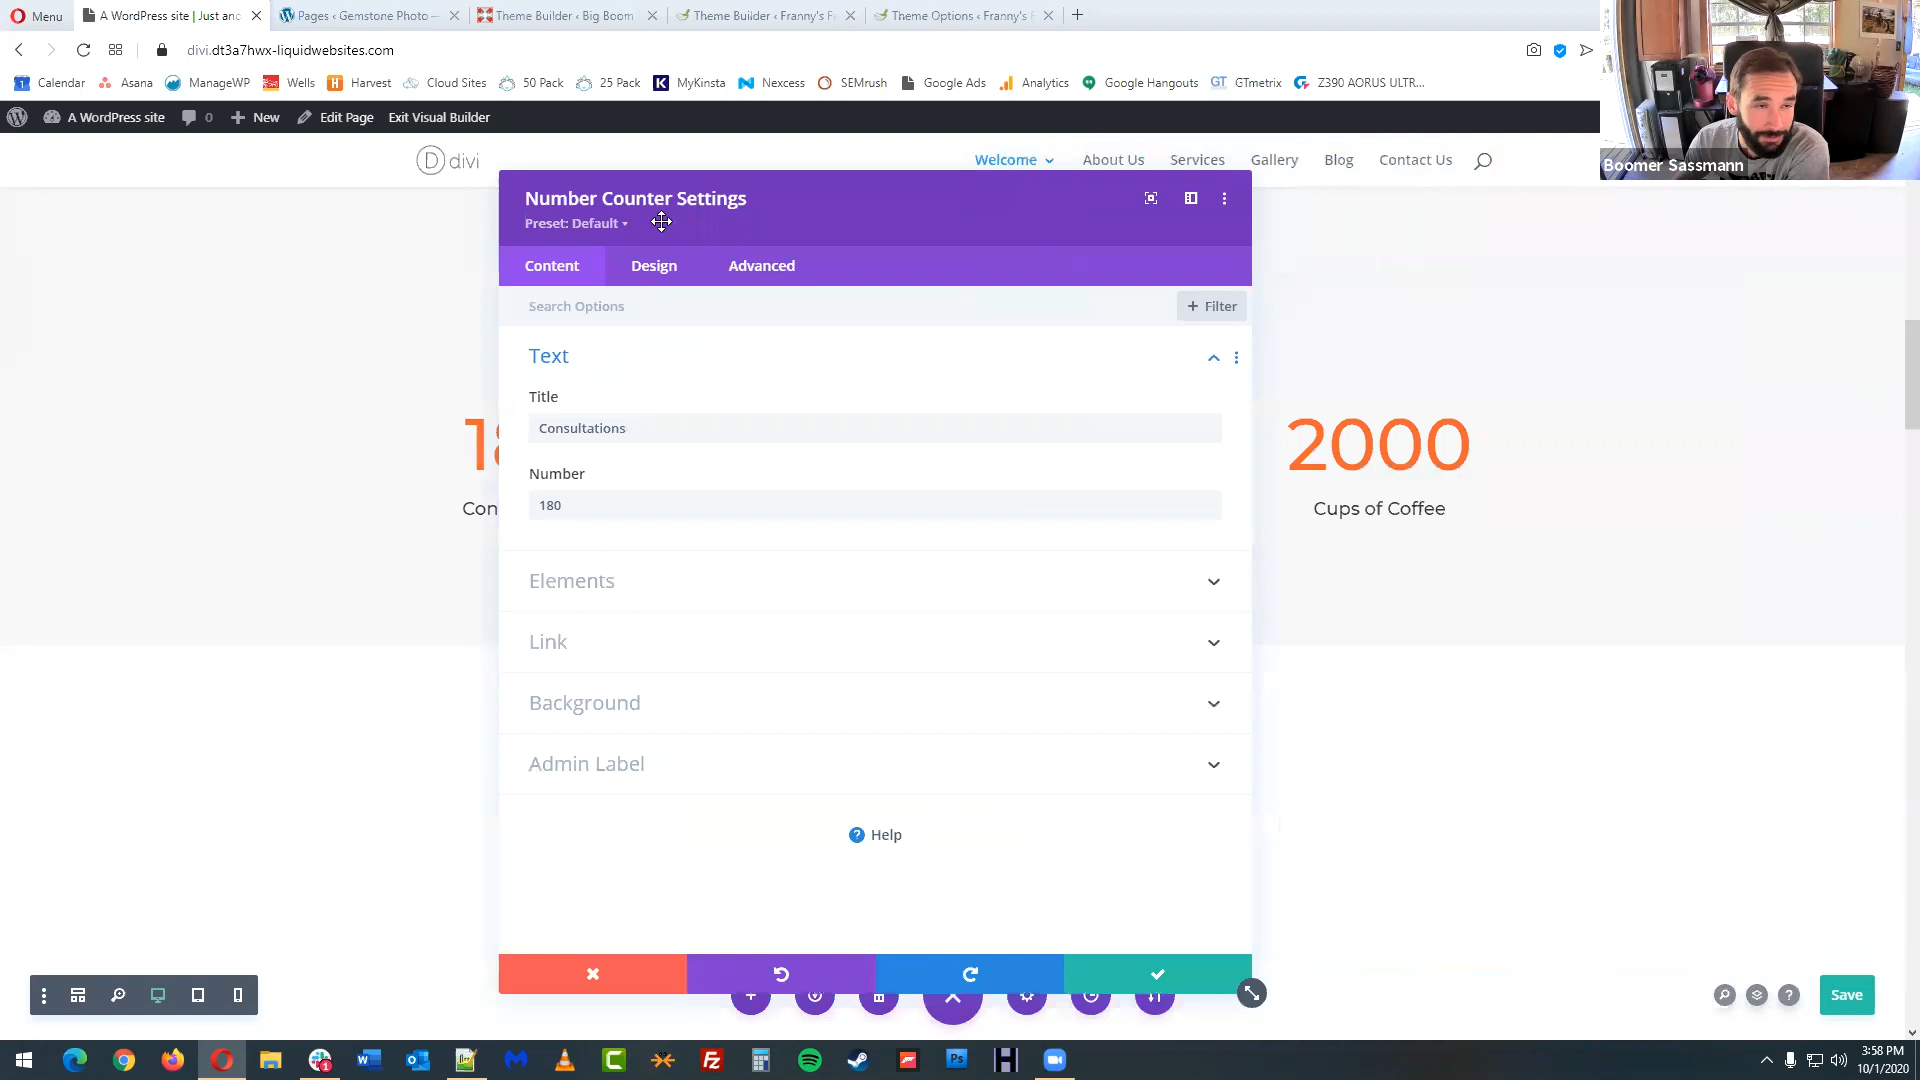 Menu
A WordPress site | Just and
Pages ‹ Gemstone Photo —
Theme Builder ‹ Big Boom
Theme Builder ‹ Franny's F
Theme Options ‹ Franny's F
divi.dt3a7hwx-liquidwebsites.com
Calendar
Asana
ManageWP
Wells
Harvest
Cloud Sites
50 Pack
25 Pack
MyKinsta
Nexcess
SEMrush
Google Ads
Analytics
Google Hangouts
GTmetrix
Z390 AORUS ULTR...
A WordPress site
0
New
Edit Page
Exit Visual Builder
Boomer Sassmann
divi
Welcome
About Us
Services
Gallery
Blog
Contact Us
Number Counter Settings
Preset: Default
Content
Design
Advanced
Search Options
+ Filter
Text
Title
Consultations
Number
180
Elements
Link
Background
Admin Label
Help
18
Con
2000
Cups of Coffee
Save
3:58 PM
10/1/2020